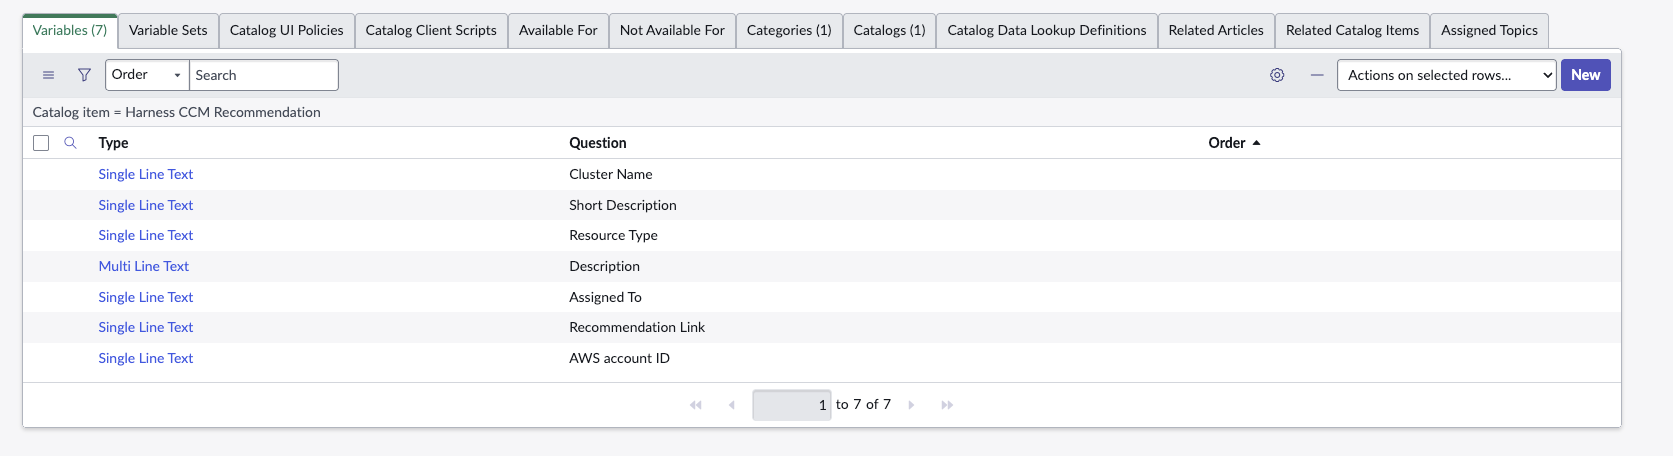 Variables (7) Variable Sets Catalog UI Policies Catalog Client Scripts Available For Not Available For Categories (1) Catalogs (1) Catalog Data Lookup Definitions Related Articles Related Catalog Items Assigned Topics
Order Search Actions on selected rows... New
Catalog item = Harness CCM Recommendation
Type Question Order
Single Line Text Cluster Name
Single Line Text Short Description
Single Line Text Resource Type
Multi Line Text Description
Single Line Text Assigned To
Single Line Text Recommendation Link
Single Line Text AWS account ID
1 to 7 of 7